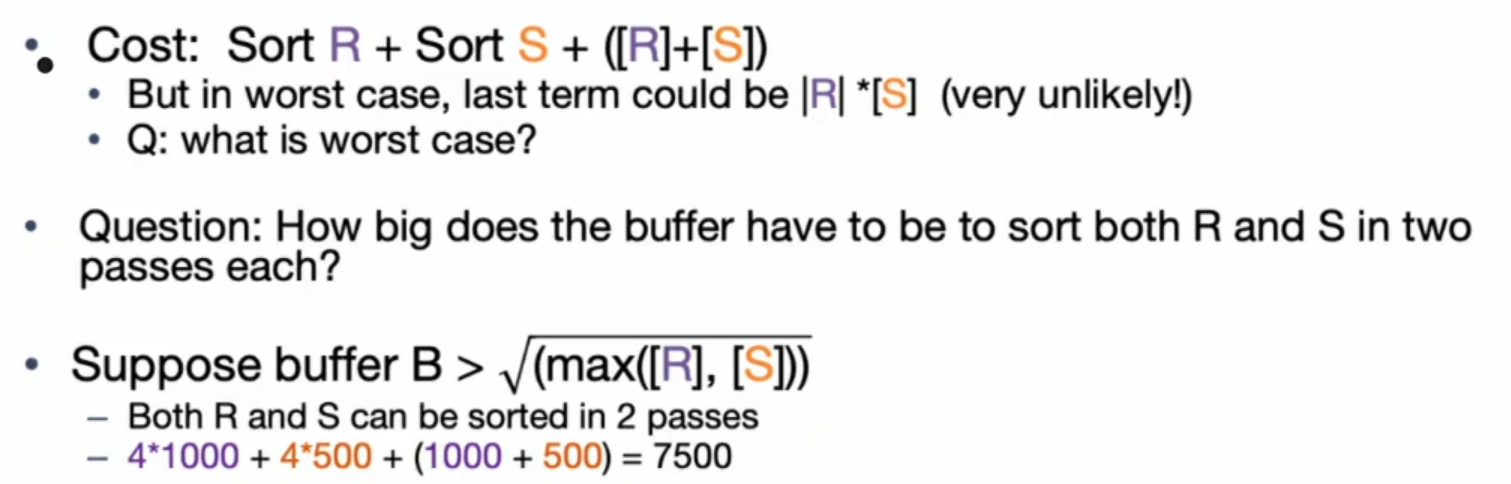 • Cost: Sort R + Sort S + ([R]+[S])
• But in worst case, last term could be |R| *[S] (very unlikely!)
• Q: what is worst case?
• Question: How big does the buffer have to be to sort both R and S in two
passes each?
• Suppose buffer B > √(max([R], [S]))
– Both R and S can be sorted in 2 passes
– 4*1000 + 4*500 + (1000 + 500) = 7500